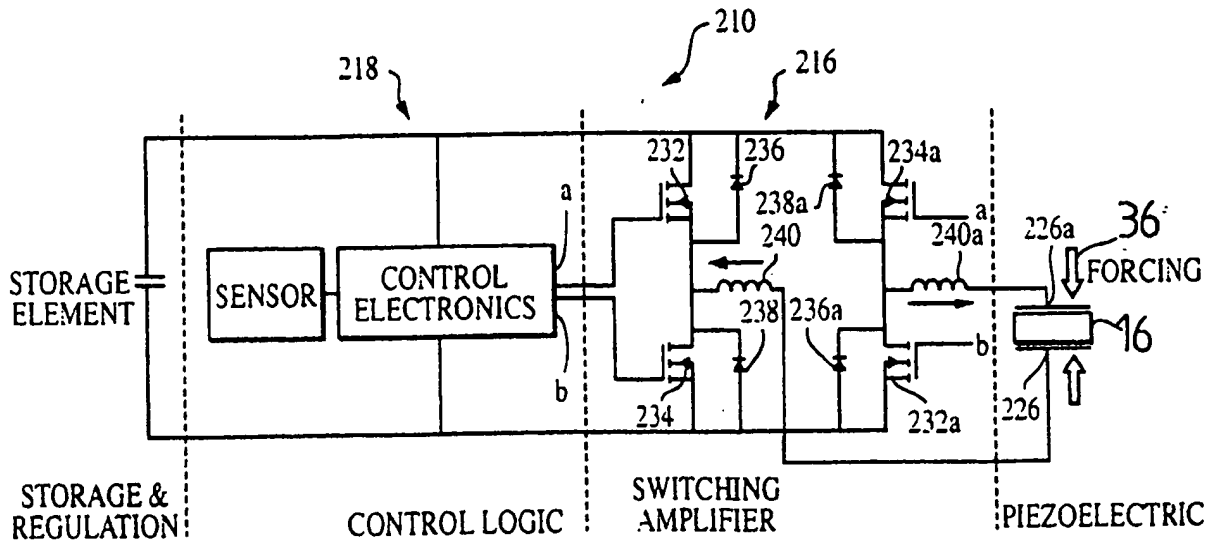 210
218
216
232
236
234a
238a
a
a
240
240a
226a
36
FORCING
STORAGE
ELEMENT
SENSOR
CONTROL
ELECTRONICS
b
238
236a
b
16
234
232a
226
STORAGE &
REGULATION
CONTROL LOGIC
SWITCHING
AMPLIFIER
PIEZOELECTRIC